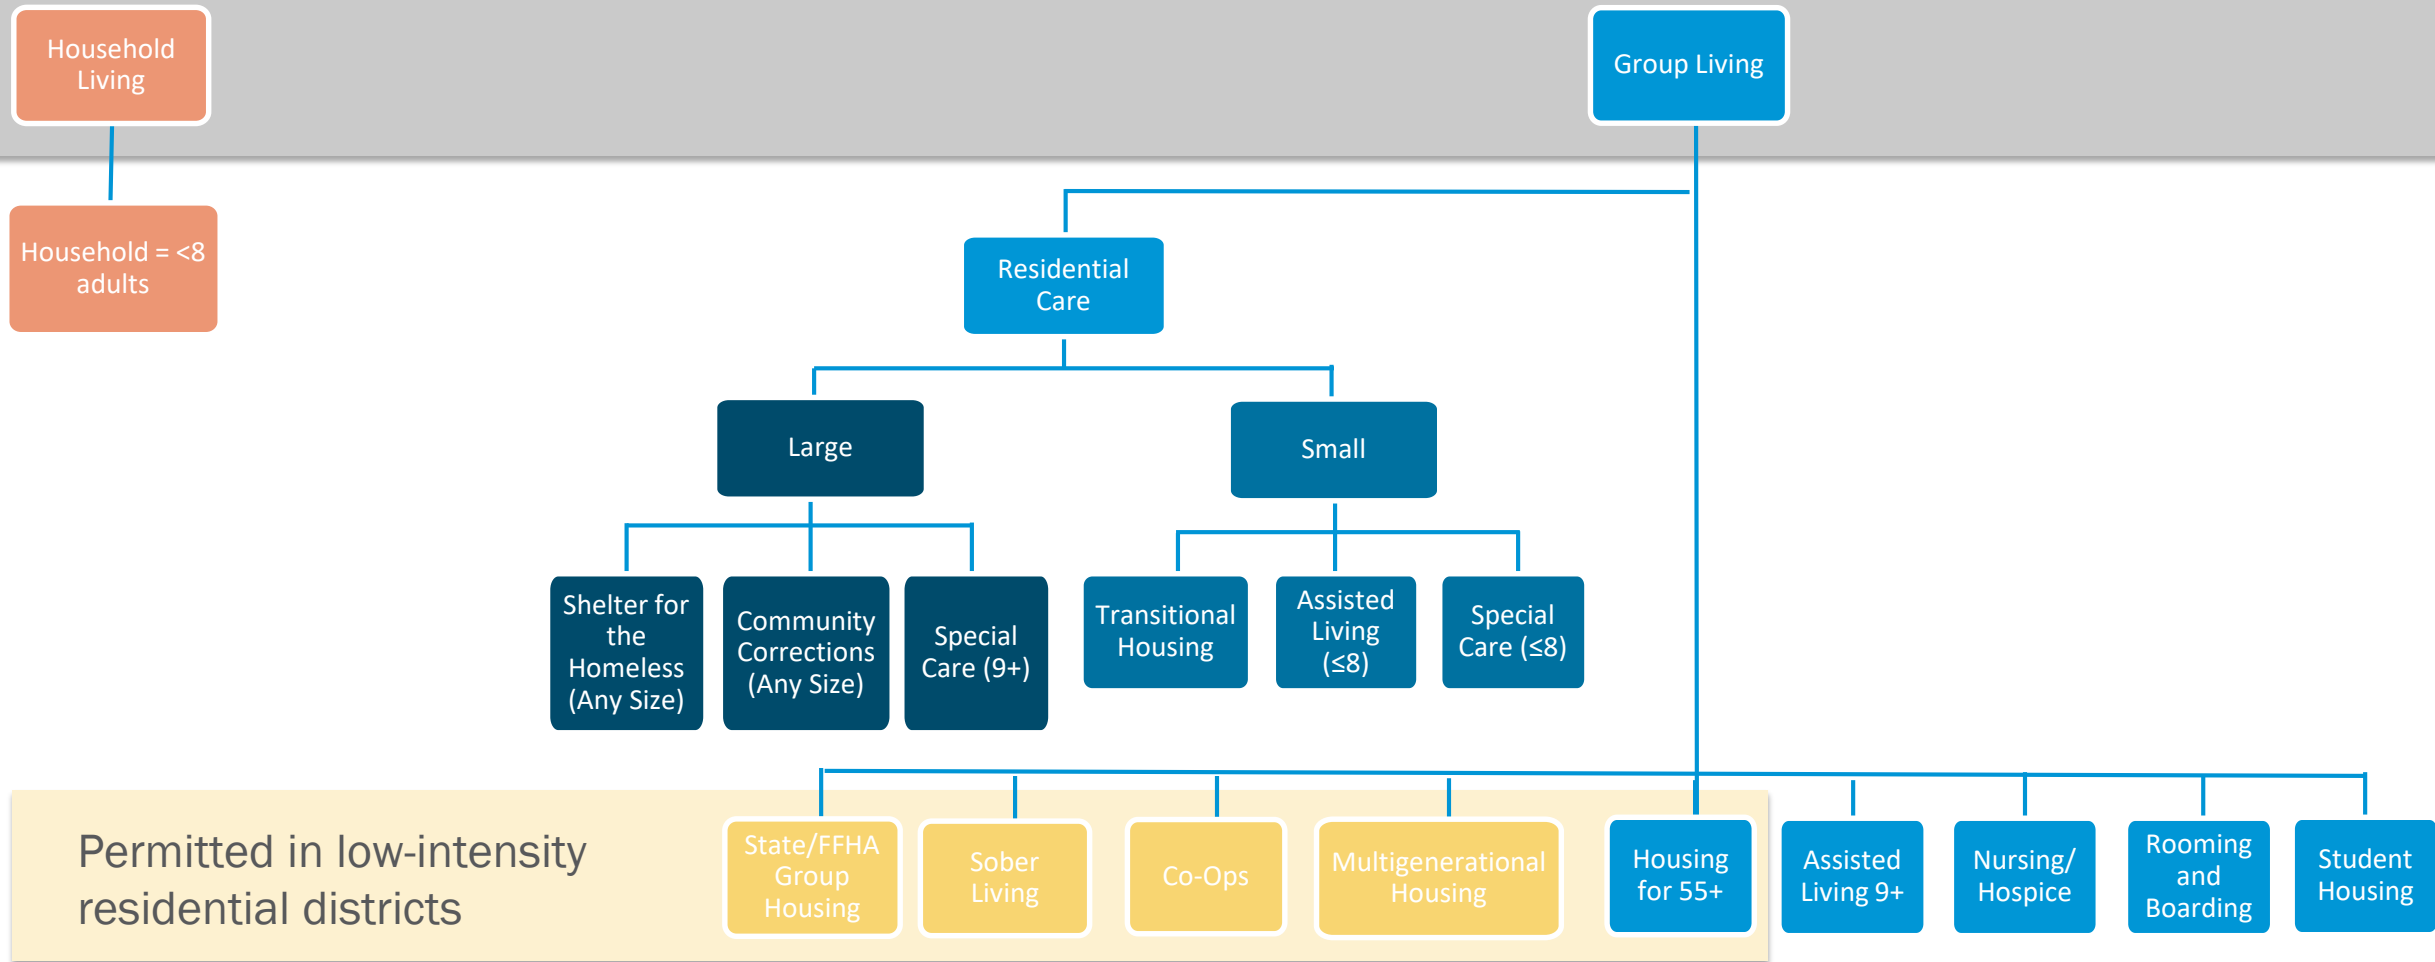 Household
Living
Group Living
Household = <8
adults
Residential
Care
Large
Small
Shelter for
the
Homeless
(Any Size)
Community
Corrections
(Any Size)
Special
Care (9+)
Transitional
Housing
Assisted
Living
(≤8)
Special
Care (≤8)
Permitted in low-intensity
residential districts
State/FFHA
Group
Housing
Sober
Living
Co-Ops
Multigenerational
Housing
Housing
for 55+
Assisted
Living 9+
Nursing/
Hospice
Rooming
and
Boarding
Student
Housing